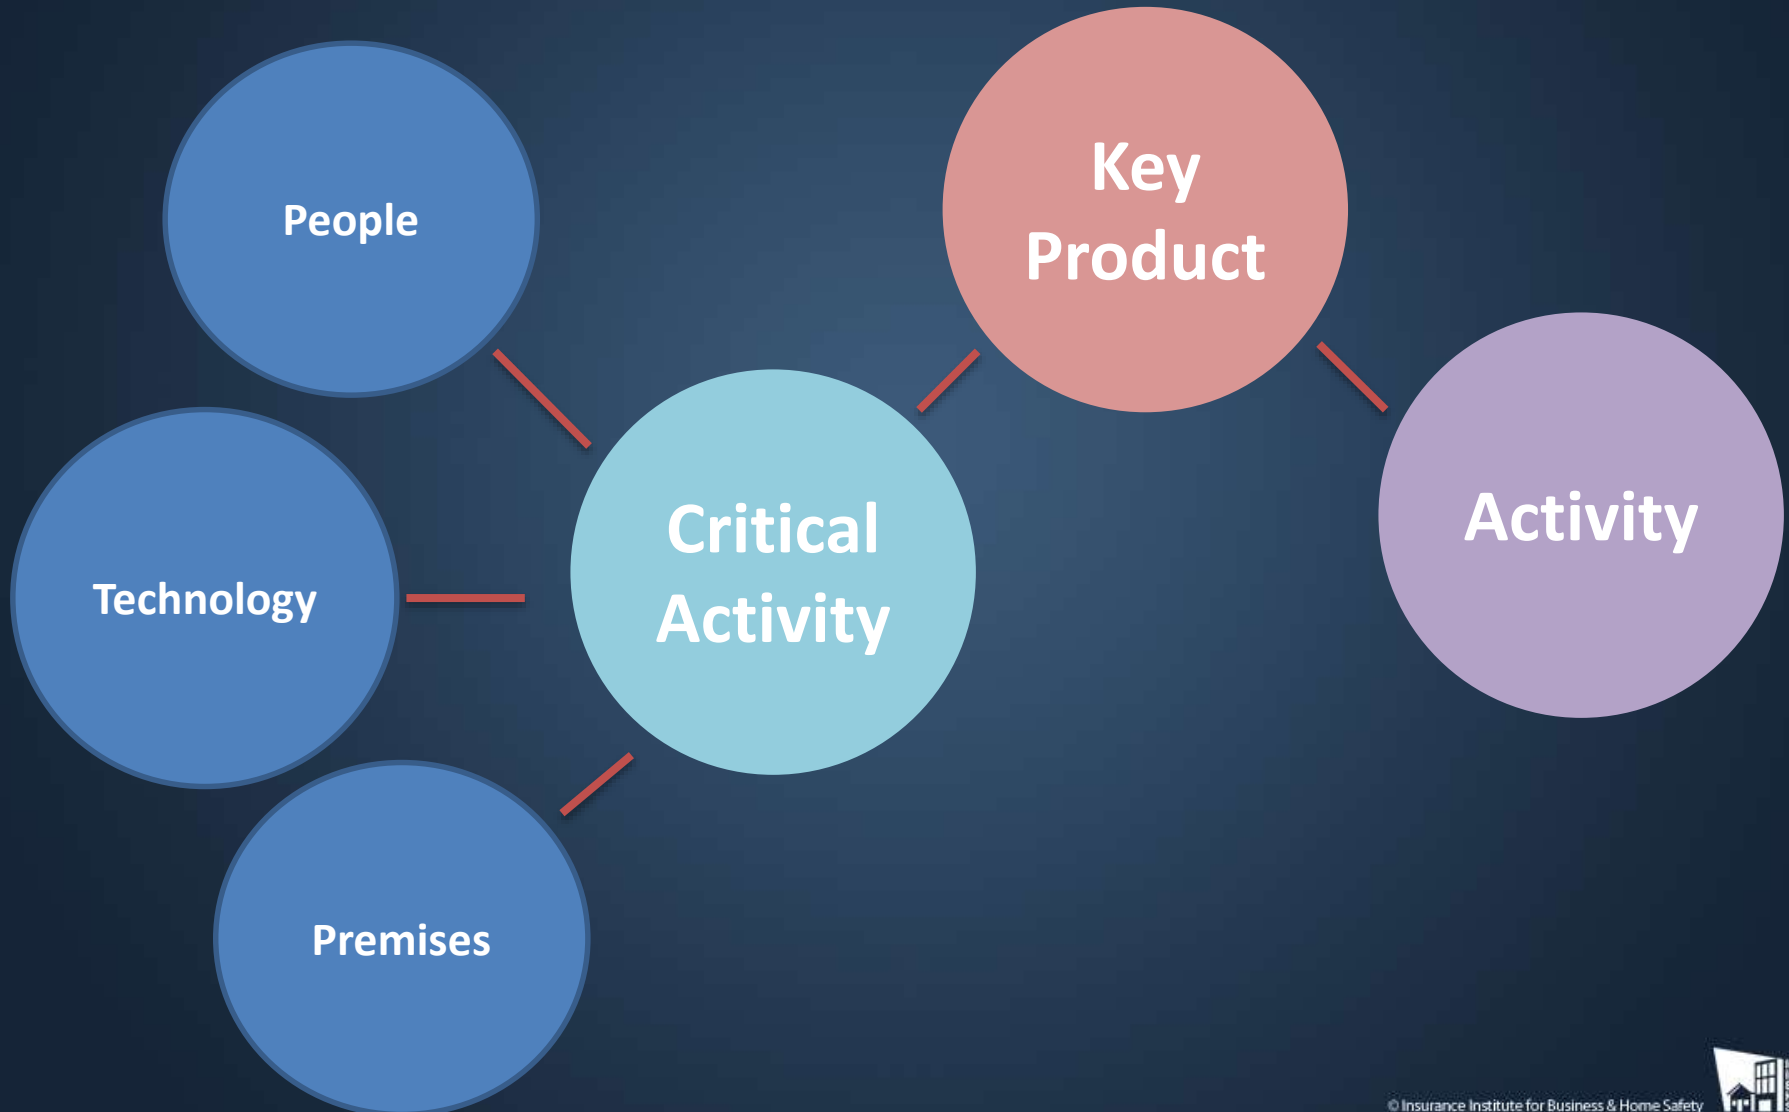 People
Key
Product
Critical
Activity
Activity
Technology
Premises
© Insurance Institute for Business & Home Safety